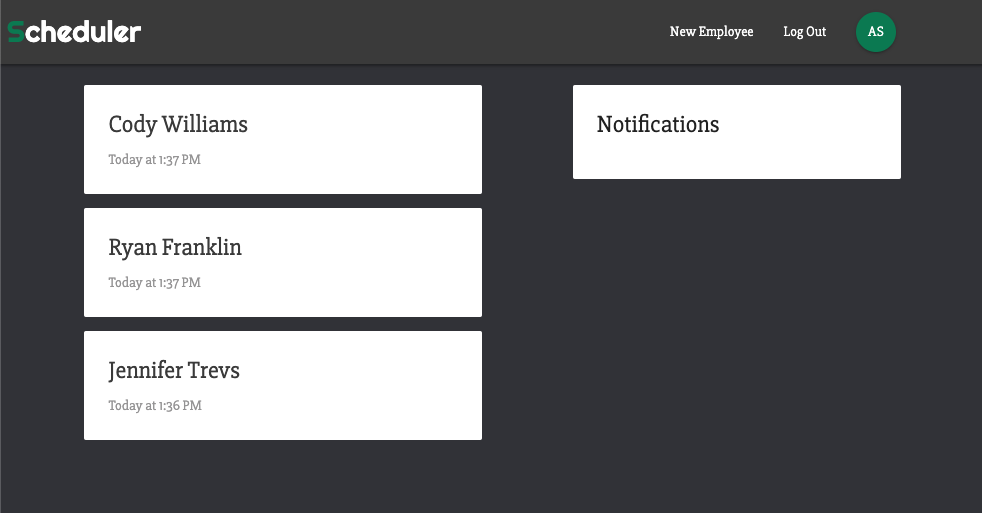 Scheduler
New Employee
Log Out
AS
Cody Williams
Today at 1:37 PM
Ryan Franklin
Today at 1:37 PM
Jennifer Trevs
Today at 1:36 PM
Notifications